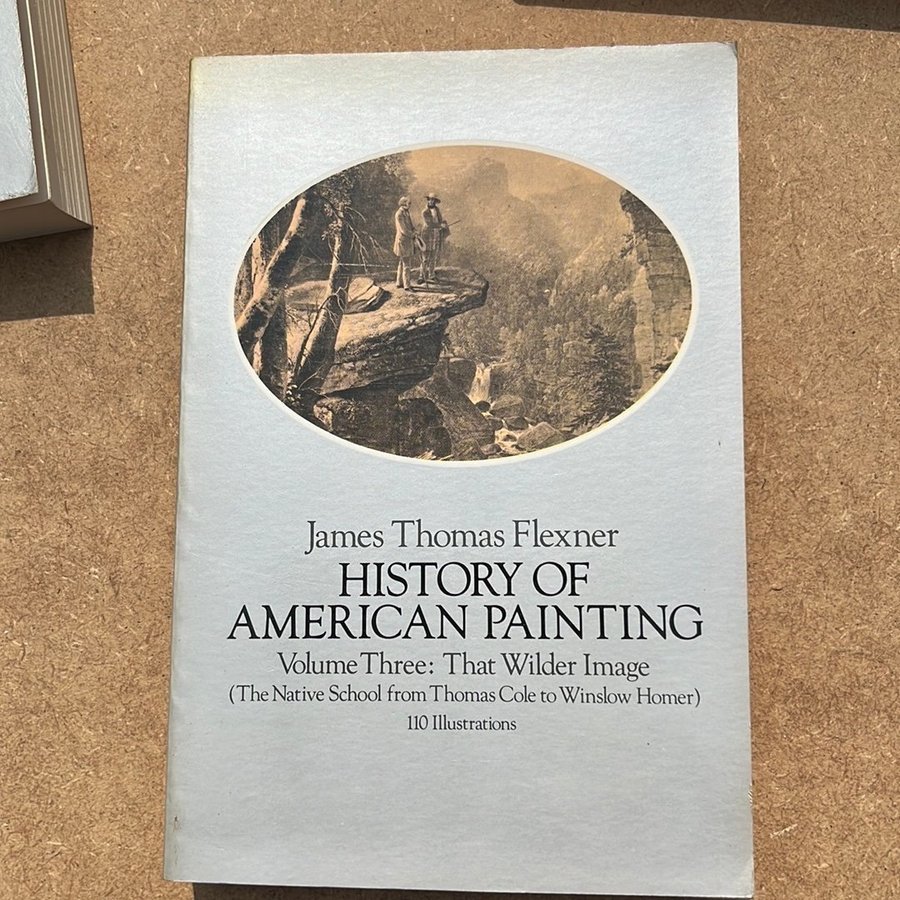 James Thomas Flexner
HISTORY OF
AMERICAN PAINTING
Volume Three: That Wilder Image
(The Native School from Thomas Cole to Winslow Homer)
110 Illustrations